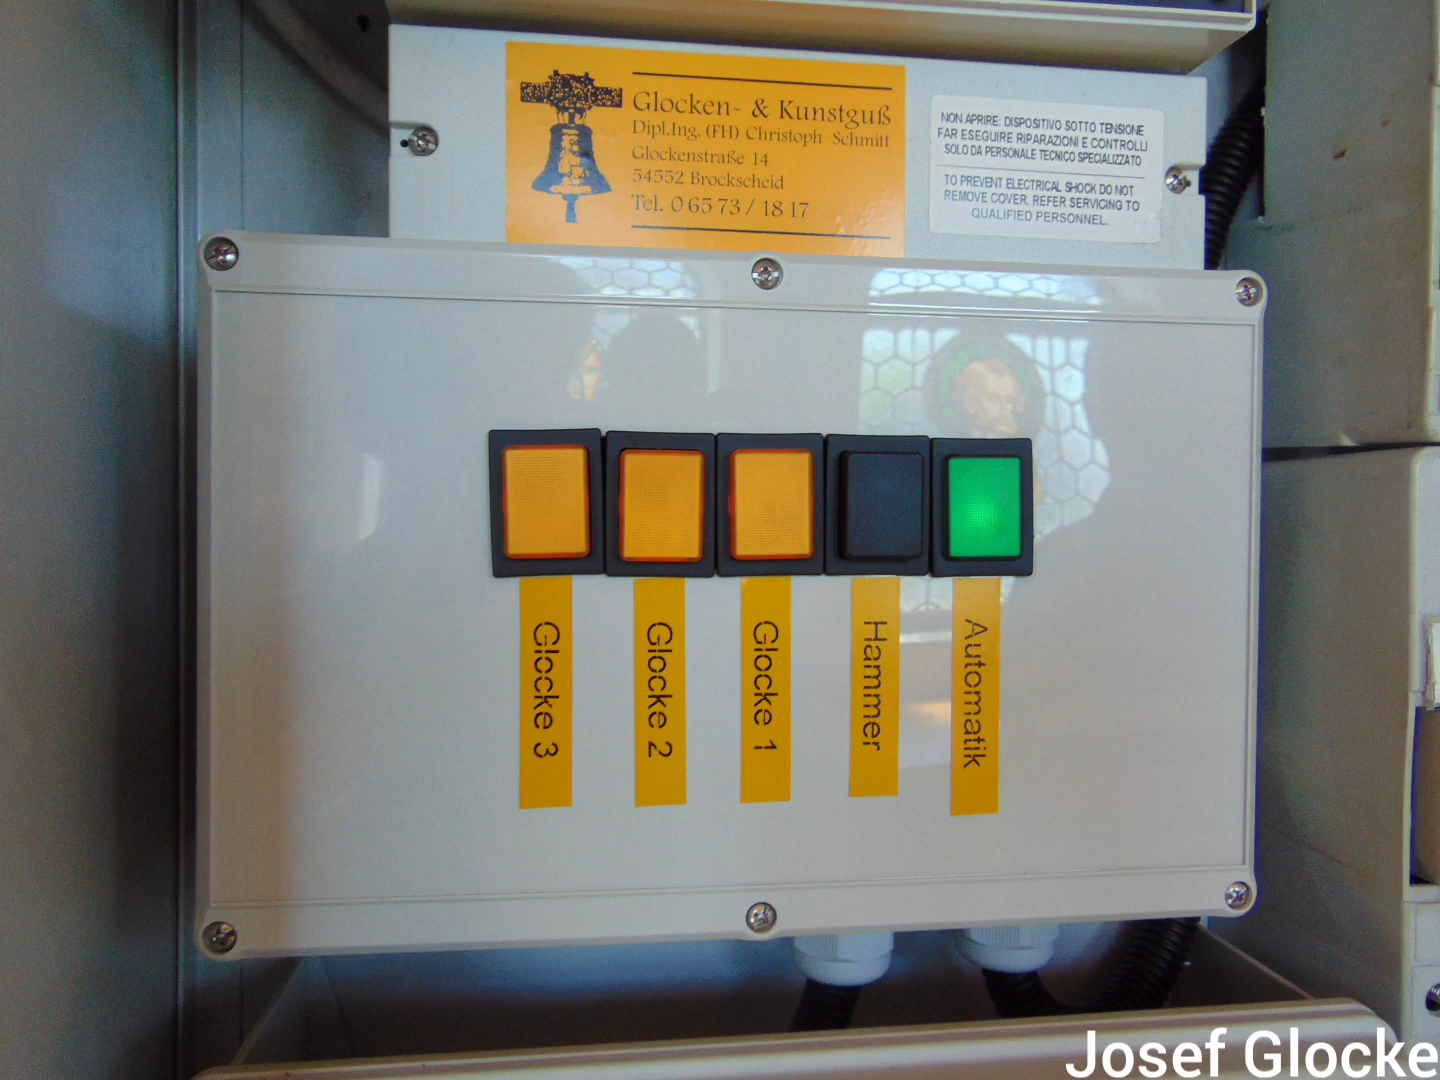 Glocken- & Kunstguß
Dipl.Ing. (FH) Christoph Schmitt
Glockenstraße 14
54552 Brockscheid
Tel. 0 65 73 / 18 17
NON APRIRE: DISPOSITIVO SOTTO TENSIONE
FAR ESEGUIRE RIPARAZIONI E CONTROLLI
SOLO DA PERSONALE TECNICO SPECIALIZZATO
TO PREVENT ELECTRICAL SHOCK DO NOT
REMOVE COVER. REFER SERVICING TO
QUALIFIED PERSONNEL.
Glocke 3
Glocke 2
Glocke 1
Hammer
Automatik
Josef Glocke